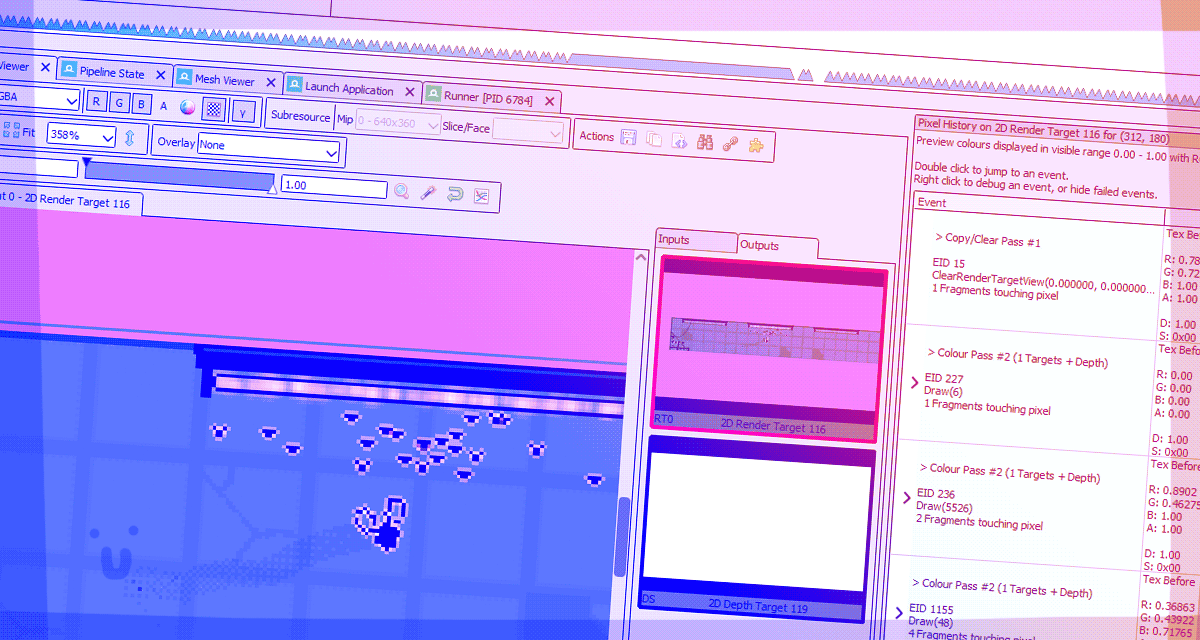 Viewer
Pipeline State
Mesh Viewer
Launch Application
Runner [PID 6784]
R
G
B
A
γ
Subresource
Mip
0 - 640x360
Slice/Face
Actions
Fit
358%
Overlay
None
1.00
0 - 2D Render Target 116
Inputs
Outputs
RT0
2D Render Target 116
DS
2D Depth Target 119
Pixel History on 2D Render Target 116 for (312, 180)
Preview colours displayed in visible range 0.00 - 1.00 with R
Double click to jump to an event.
Right click to debug an event, or hide failed events.
Event
Tex Be
> Copy/Clear Pass #1
EID 15
ClearRenderTargetView(0.000000, 0.000000...
1 Fragments touching pixel
R: 0.78
G: 0.72
B: 1.00
A: 1.00
D: 1.00
S: 0x00
Tex Befo
> Colour Pass #2 (1 Targets + Depth)
EID 227
Draw(6)
1 Fragments touching pixel
R: 0.00
G: 0.00
B: 0.00
A: 0.00
D: 1.00
S: 0x00
Tex Before
> Colour Pass #2 (1 Targets + Depth)
EID 236
Draw(5526)
2 Fragments touching pixel
R: 0.8902
G: 0.46275
B: 1.00
A: 1.00
D: 1.00
S: 0x00
Tex Before
> Colour Pass #2 (1 Targets + Depth)
EID 1155
Draw(48)
4 Fragments touching pixel
R: 0.36863
G: 0.43922
B: 0.71765